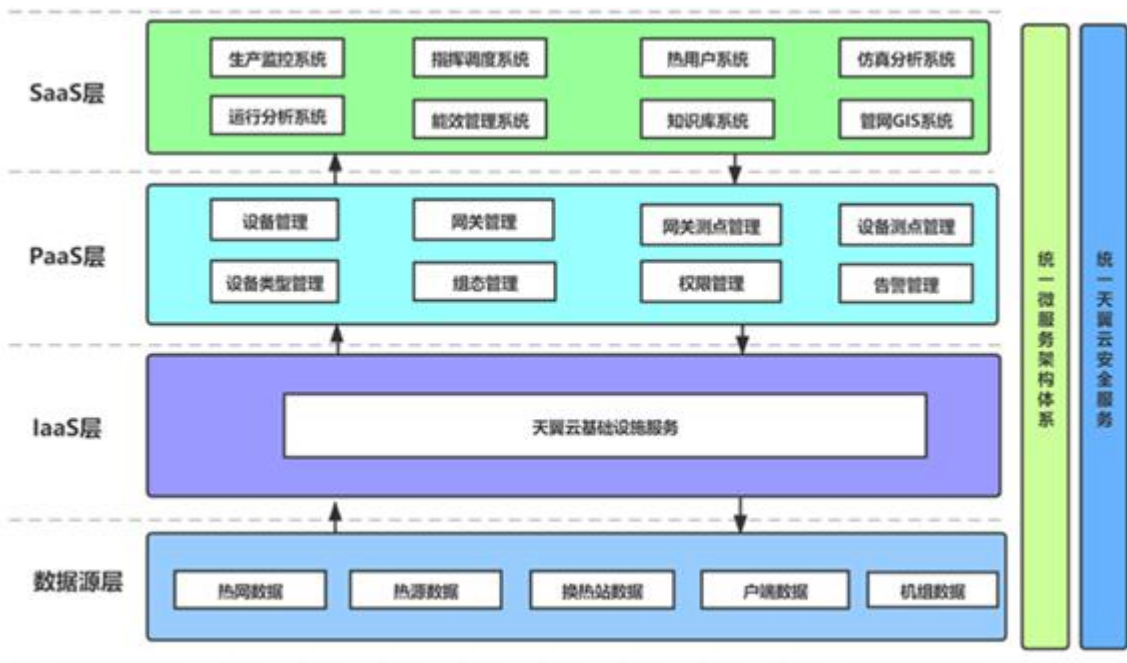 SaaS层
生产监控系统
指挥调度系统
热用户系统
仿真分析系统
运行分析系统
能效管理系统
知识库系统
管网GIS系统
PaaS层
设备管理
网关管理
网关测点管理
设备测点管理
设备类型管理
组态管理
权限管理
告警管理
IaaS层
天翼云基础设施服务
数据源层
热网数据
热源数据
换热站数据
户端数据
机组数据
统一微服务架构体系
统一天翼云安全服务